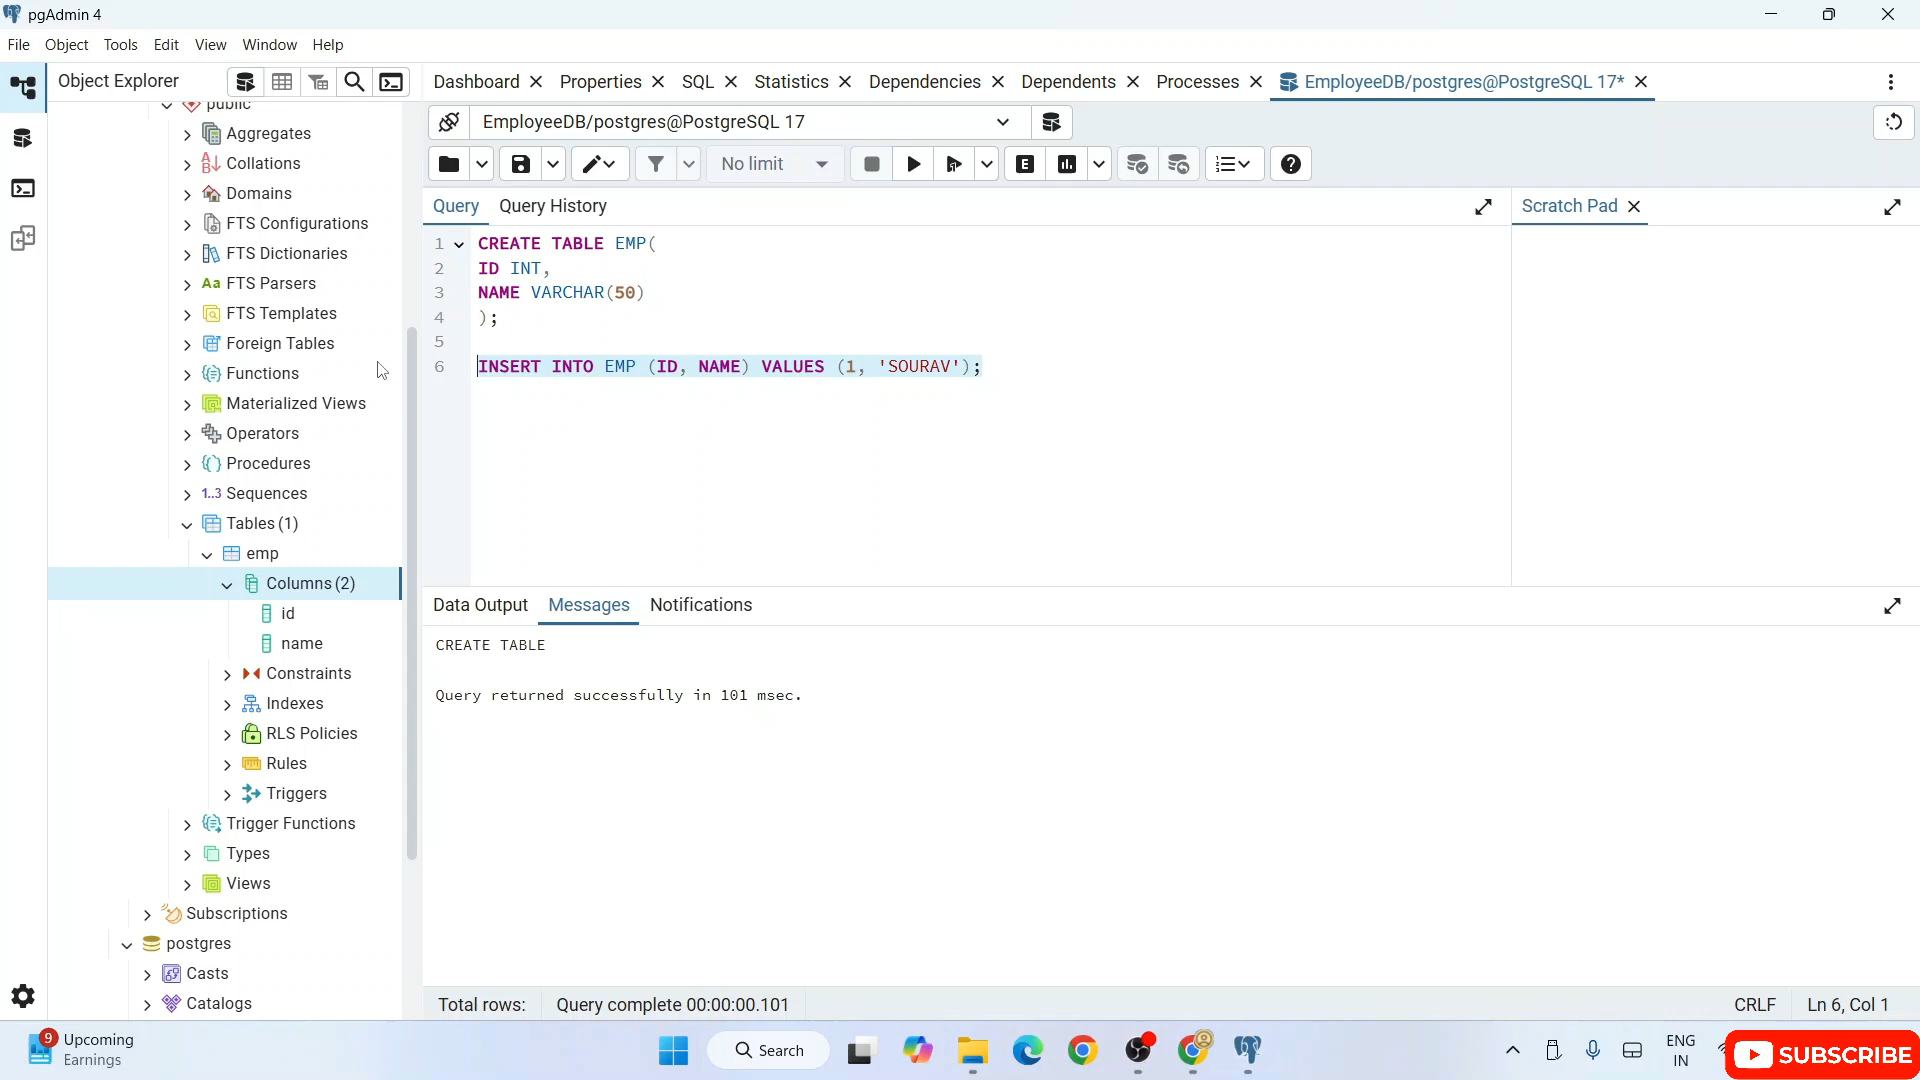 pgAdmin 4
File Object Tools Edit View Window Help
Object Explorer
Dashboard Properties SQL Statistics Dependencies Dependents Processes EmployeeDB/postgres@PostgreSQL 17*
EmployeeDB/postgres@PostgreSQL 17
No limit
E
Query Query History
Scratch Pad
public
Aggregates
Collations
Domains
FTS Configurations
FTS Dictionaries
Aa FTS Parsers
FTS Templates
Foreign Tables
Functions
Materialized Views
Operators
Procedures
1..3 Sequences
Tables (1)
emp
Columns (2)
id
name
Constraints
Indexes
RLS Policies
Rules
Triggers
Trigger Functions
Types
Views
Subscriptions
postgres
Casts
Catalogs
1 CREATE TABLE EMP(
2 ID INT,
3 NAME VARCHAR(50)
4 );
5
6 INSERT INTO EMP (ID, NAME) VALUES (1, 'SOURAV');
Data Output Messages Notifications
CREATE TABLE
Query returned successfully in 101 msec.
Total rows: Query complete 00:00:00.101 CRLF Ln 6, Col 1
9
Upcoming
Earnings
Search
ENG
IN
SUBSCRIBE